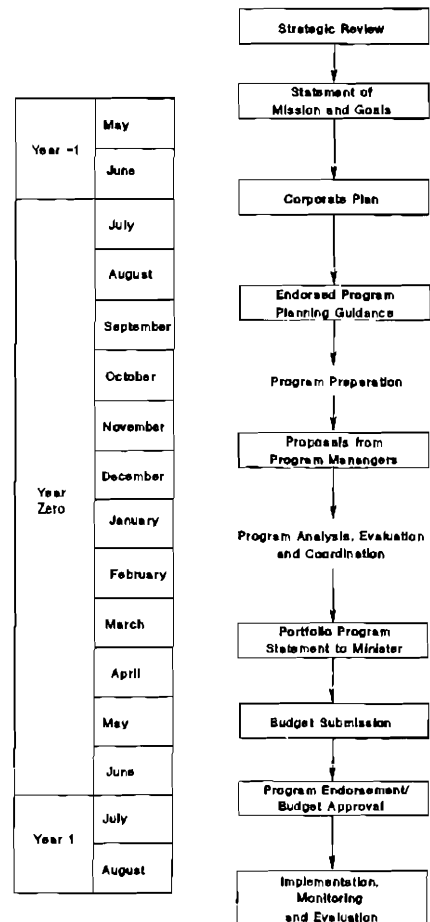 Year -1
May
June
Year
Zero
July
August
September
October
November
December
January
February
March
April
May
June
Year 1
July
August
Strategic Review
Statement of
Mission and Goals
Corporate Plan
Endorsed Program
Planning Guidance
Program Preparation
Proposals from
Program Manangers
Program Analysis, Evaluation
and Coordination
Portfolio Program
Statement to Minister
Budget Submission
Program Endorsement/
Budget Approval
Implementation,
Monitoring
and Evaluation